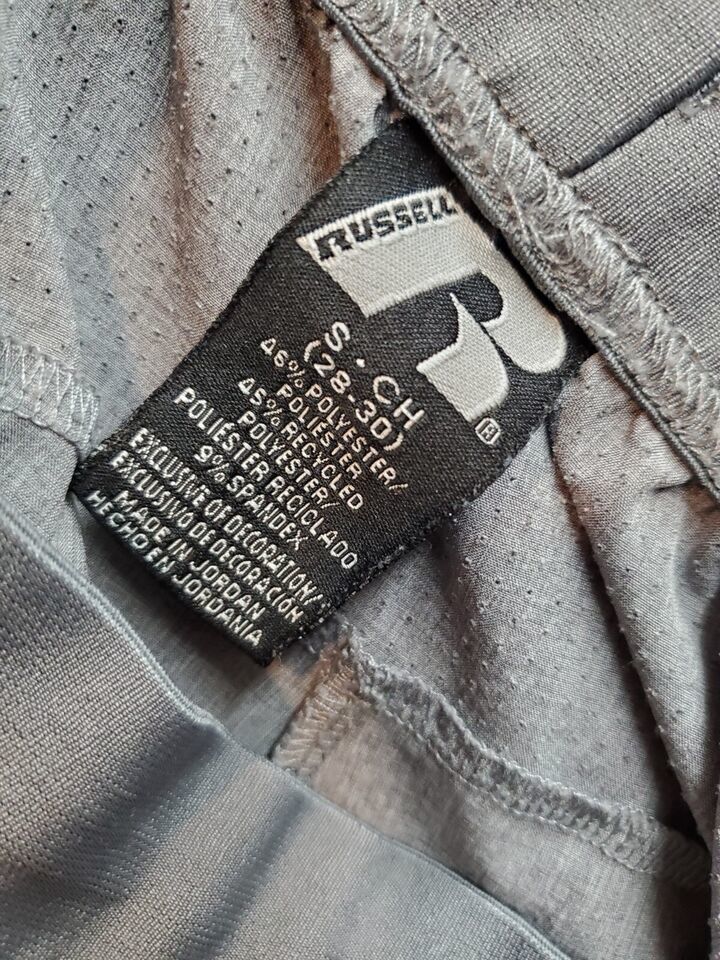 RUSSELL
R®
S • CH
(28-30)
46% POLYESTER/
POLIÉSTER
45% RECYCLED
POLYESTER/
POLIÉSTER RECICLADO
9% SPANDEX
EXCLUSIVE OF DECORATION/
EXCLUSIVO DE DECORACIÓN
MADE IN JORDAN
HECHO EN JORDANIA